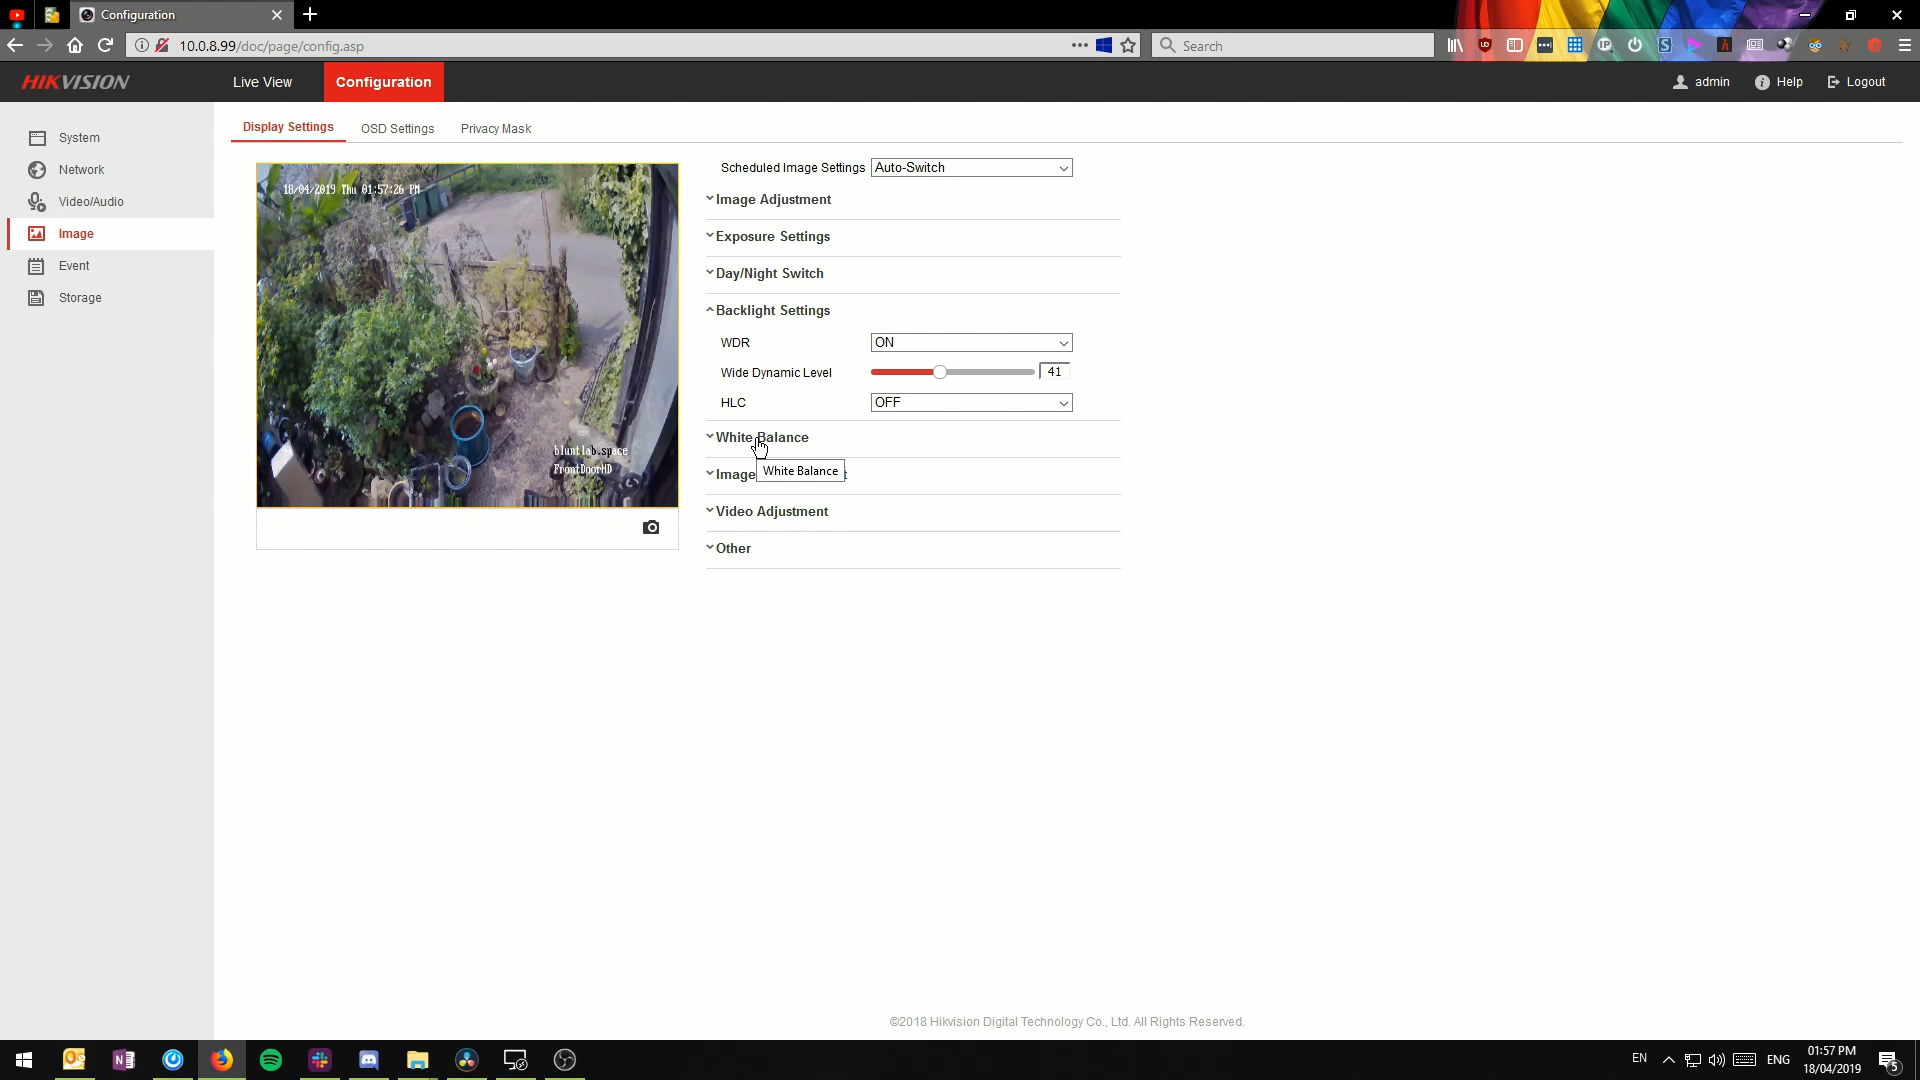 Configuration
10.0.8.99/doc/page/config.asp
Search
HIKVISION
Live View
Configuration
admin
Help
Logout
System
Network
Video/Audio
Image
Event
Storage
Display Settings
OSD Settings
Privacy Mask
18/04/2019 Thu 01:57:26 PM
bluntlab.space
FrontDoorHD
Scheduled Image Settings
Auto-Switch
Image Adjustment
Exposure Settings
Day/Night Switch
Backlight Settings
WDR
ON
Wide Dynamic Level
41
HLC
OFF
White Balance
White Balance
Image
Video Adjustment
Other
©2018 Hikvision Digital Technology Co., Ltd. All Rights Reserved.
EN
ENG
01:57 PM
18/04/2019
5